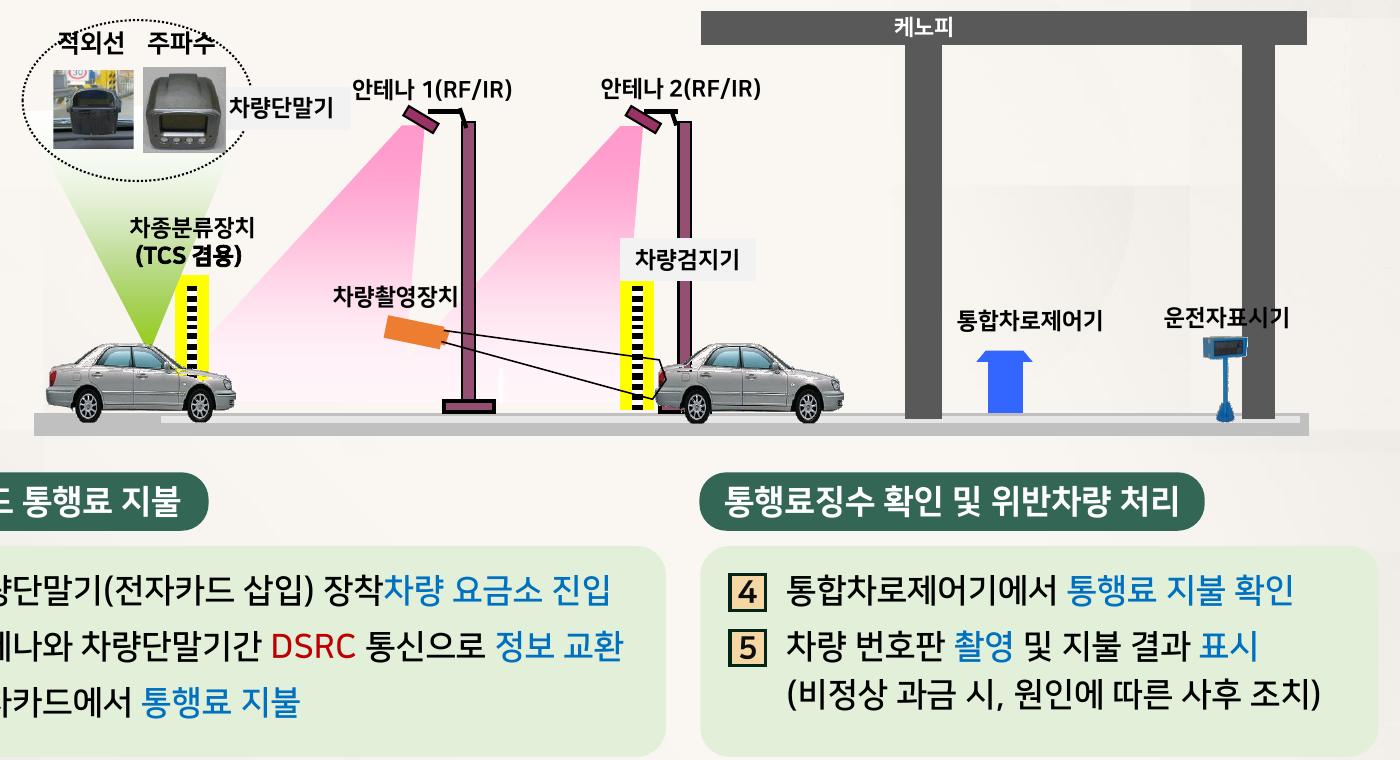 케노피
적외선 주파수
30
차량단말기
안테나 1(RF/IR)
안테나 2(RF/IR)
차종분류장치
(TCS 겸용)
차량검지기
차량촬영장치
통합차로제어기
운전자표시기
통행료 지불
통행료징수 확인 및 위반차량 처리
량단말기(전자카드 삽입) 장착차량 요금소 진입
테나와 차량단말기간 DSRC 통신으로 정보 교환
자카드에서 통행료 지불
4 통합차로제어기에서 통행료 지불 확인
5 차량 번호판 촬영 및 지불 결과 표시
(비정상 과금 시, 원인에 따른 사후 조치)